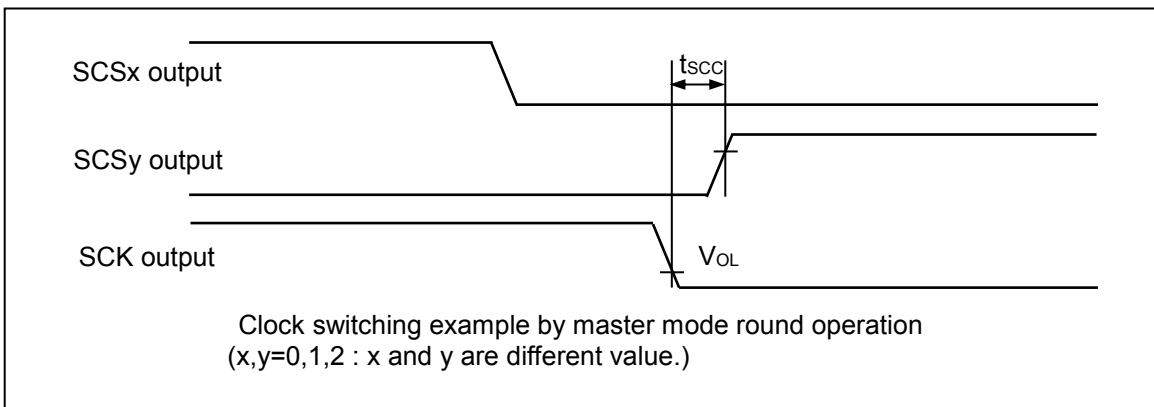 SCSx output
tSCC
SCSy output
SCK output
VOL
Clock switching example by master mode round operation
(x,y=0,1,2 : x and y are different value.)